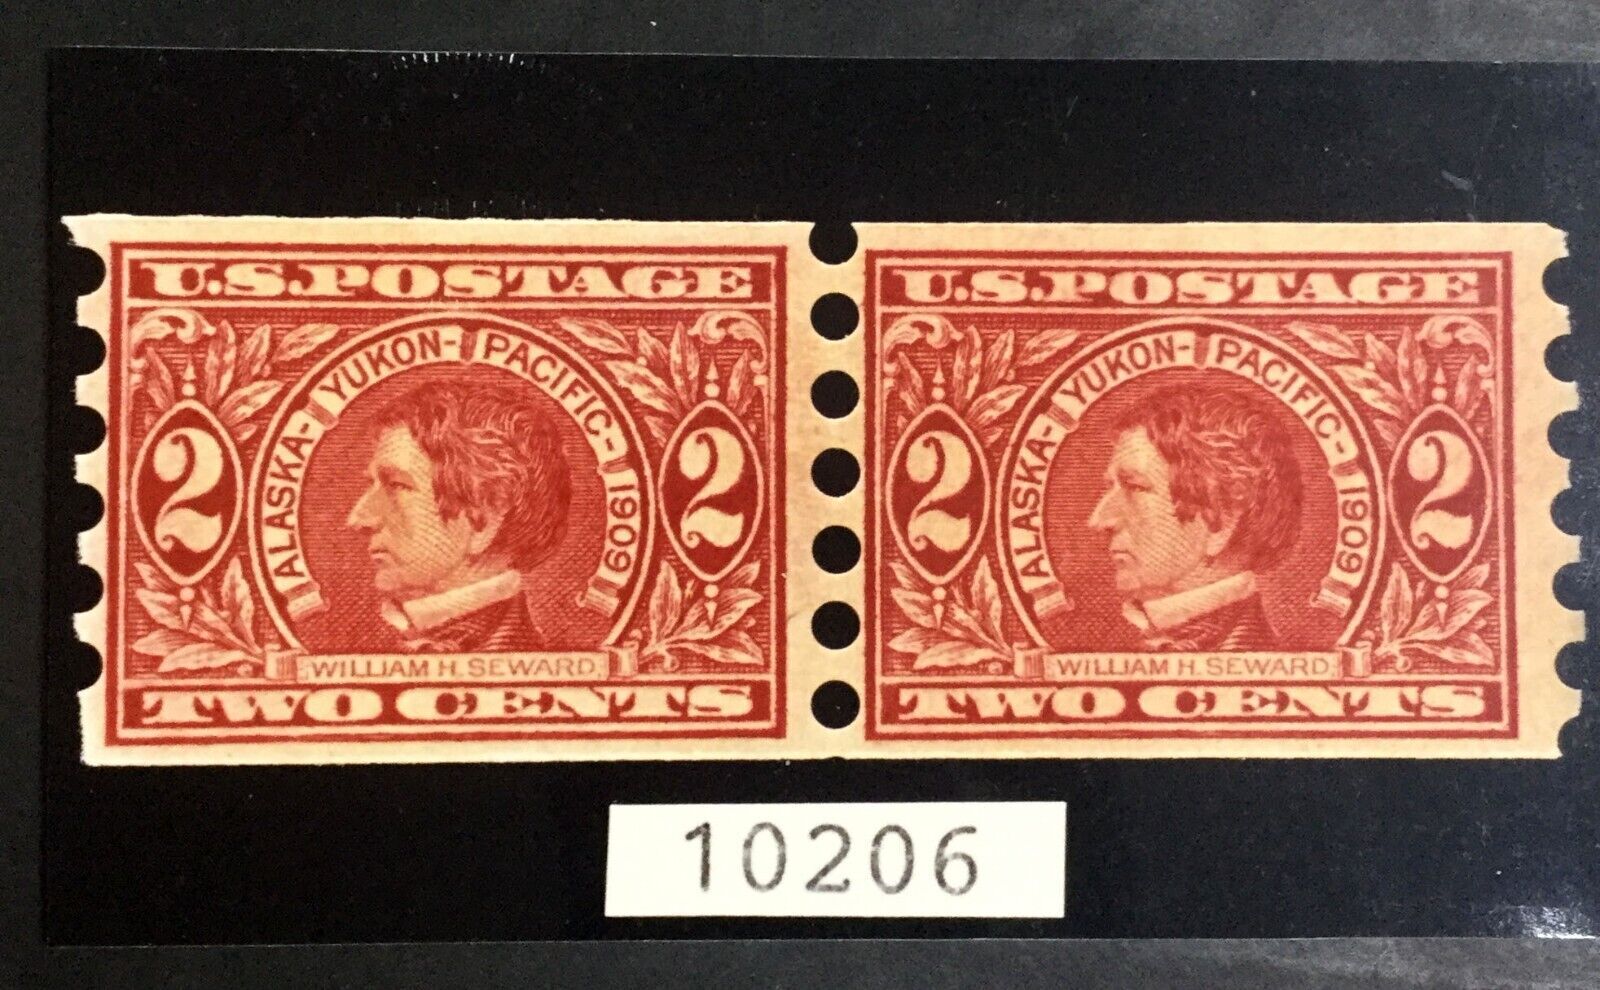 U.S.POSTAGE
ALASKA-YUKON-PACIFIC-1909
2 2
WILLIAM H. SEWARD.
TWO CENTS
U.S.POSTAGE
ALASKA-YUKON-PACIFIC-1909
2 2
WILLIAM H. SEWARD.
TWO CENTS
10206